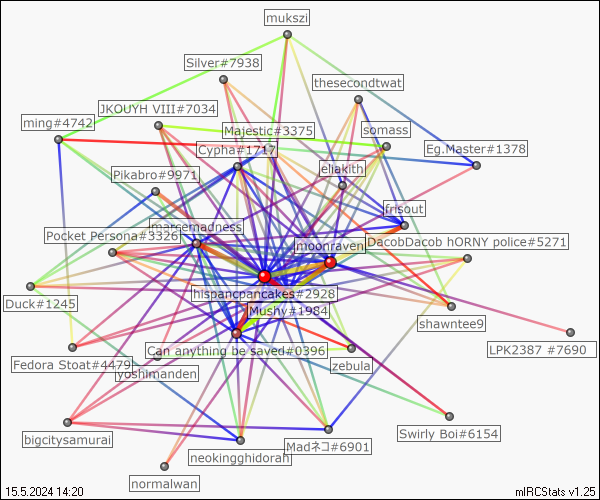 mukszi
Silver#7938
thesecondtwat
JKOUYH VIII#7034
ming#4742
Majestic#3375
somass
Cypha#1717
Eg.Master#1378
eliakith
Pikabro#9971
frisout
marcemadness
Pocket Persona#3326
moonraven
DacobDacob hORNY police#5271
hispancpancakes#2928
Duck#1245
Mushy#1984
shawntee9
Can anything be saved#0396
LPK2387 #7690
Fedora Stoat#4479
zebula
yoshimanden
Swirly Boi#6154
bigcitysamurai
Madネコ#6901
neokingghidorah
normalwan
15.5.2024 14:20
mIRCStats v1.25